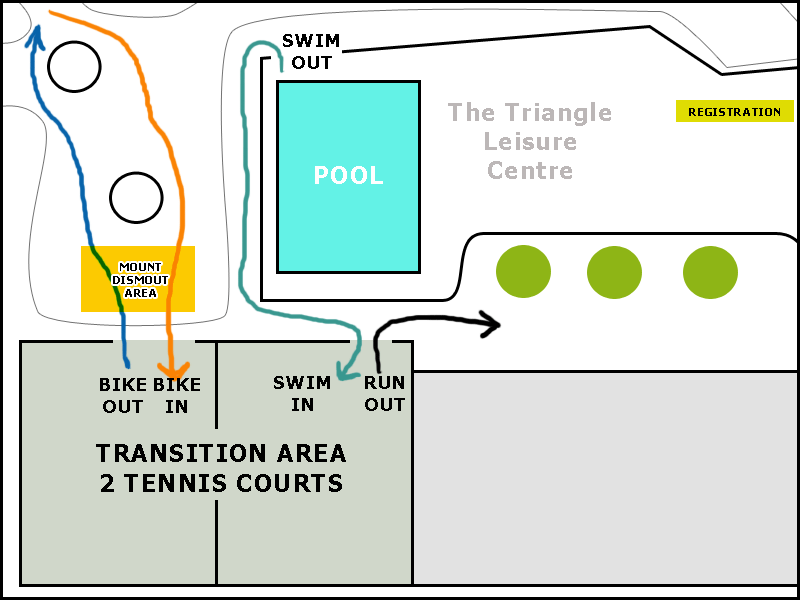 SWIM
OUT
The Triangle
Leisure
Centre
REGISTRATION
POOL
MOUNT
DISMOUT
AREA
BIKE
OUT
BIKE
IN
SWIM
IN
RUN
OUT
TRANSITION AREA
2 TENNIS COURTS